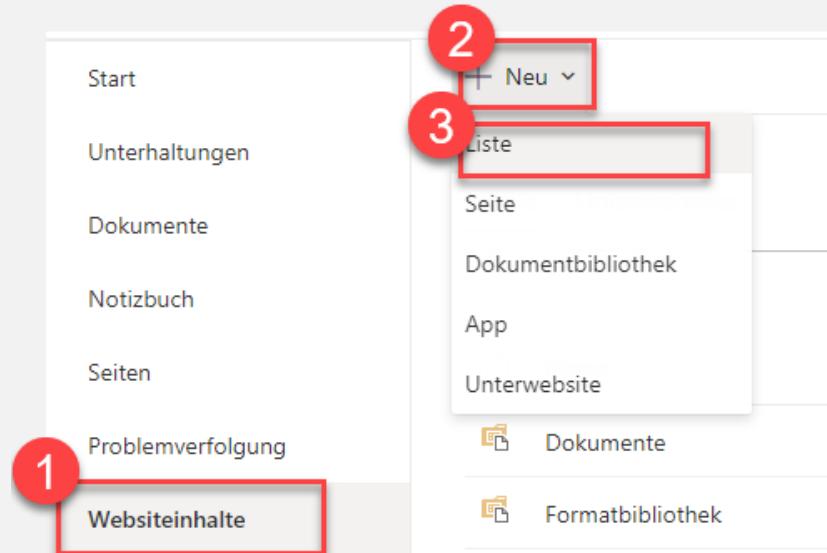 Start
Unterhaltungen
Dokumente
Notizbuch
Seiten
Problemverfolgung
1
Websiteinhalte
2
+ Neu
3
Liste
Seite
Dokumentbibliothek
App
Unterwebsite
Dokumente
Formatbibliothek